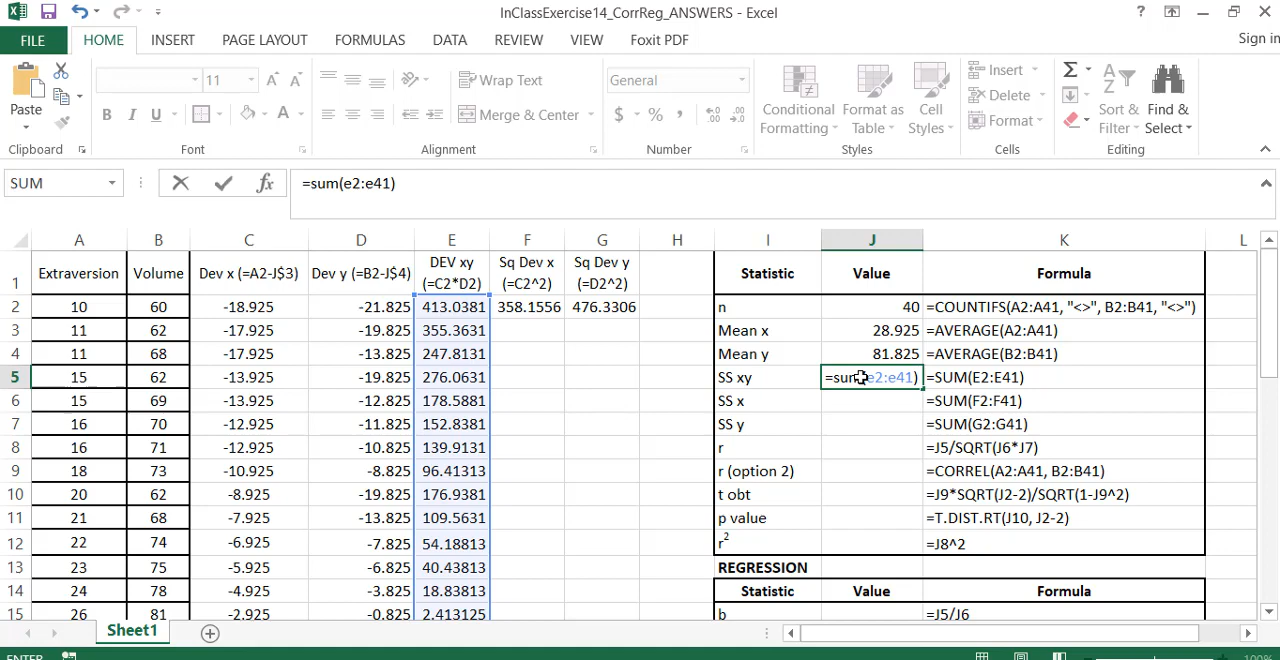 InClassExercise14_CorrReg_ANSWERS - Excel
FILE HOME INSERT PAGE LAYOUT FORMULAS DATA REVIEW VIEW Foxit PDF Sign in
Paste
Clipboard
11
B I U A
Font
Wrap Text
Merge & Center
Alignment
General
$ % ,
Number
Conditional Formatting
Format as Table
Cell Styles
Styles
Insert
Delete
Format
Cells
Sort & Filter
Find & Select
Editing
SUM fx =sum(e2:e41)
A B C D E F G H I J K L
1 Extraversion Volume Dev x (=A2-J$3) Dev y (=B2-J$4) DEV xy (=C2*D2) Sq Dev x (=C2^2) Sq Dev y (=D2^2) Statistic Value Formula
2 10 60 -18.925 -21.825 413.0381 358.1556 476.3306 n 40 =COUNTIFS(A2:A41, "<>", B2:B41, "<>")
3 11 62 -17.925 -19.825 355.3631 Mean x 28.925 =AVERAGE(A2:A41)
4 11 68 -17.925 -13.825 247.8131 Mean y 81.825 =AVERAGE(B2:B41)
5 15 62 -13.925 -19.825 276.0631 SS xy =sum(e2:e41) =SUM(E2:E41)
6 15 69 -13.925 -12.825 178.5881 SS x =SUM(F2:F41)
7 16 70 -12.925 -11.825 152.8381 SS y =SUM(G2:G41)
8 16 71 -12.925 -10.825 139.9131 r =J5/SQRT(J6*J7)
9 18 73 -10.925 -8.825 96.41313 r (option 2) =CORREL(A2:A41, B2:B41)
10 20 62 -8.925 -19.825 176.9381 t obt =J9*SQRT(J2-2)/SQRT(1-J9^2)
11 21 68 -7.925 -13.825 109.5631 p value =T.DIST.RT(J10, J2-2)
12 22 74 -6.925 -7.825 54.18813 r2 =J8^2
13 23 75 -5.925 -6.825 40.43813 REGRESSION
14 24 78 -4.925 -3.825 18.83813 Statistic Value Formula
15 26 81 -2.925 -0.825 2.413125 b =J5/J6
Sheet1
ENTER 100%